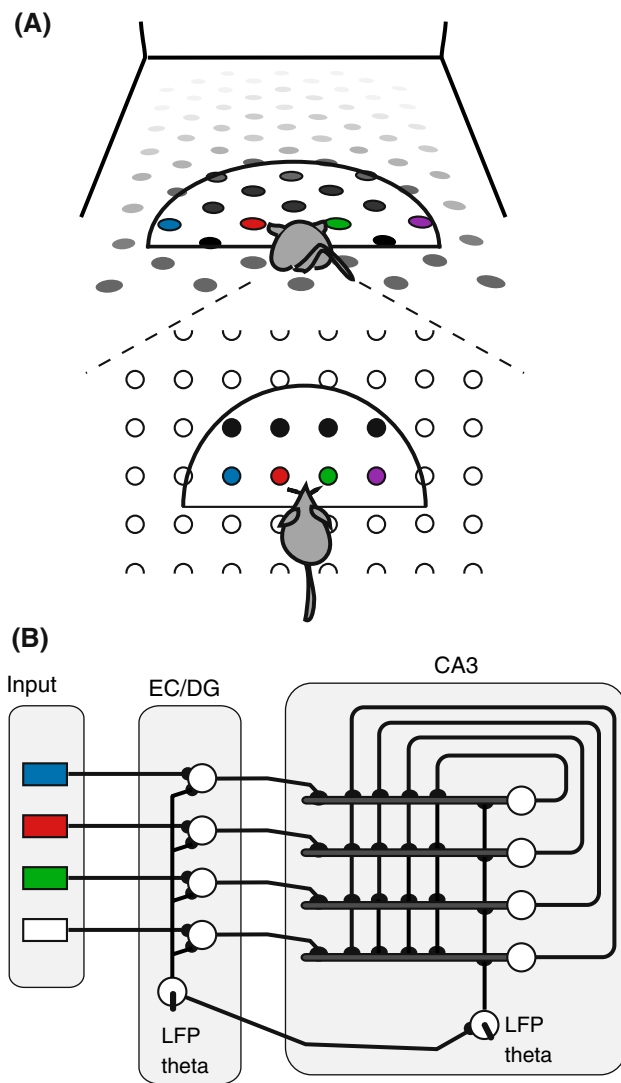 (A)
(B)
Input
EC/DG
CA3
LFP
theta
LFP
theta